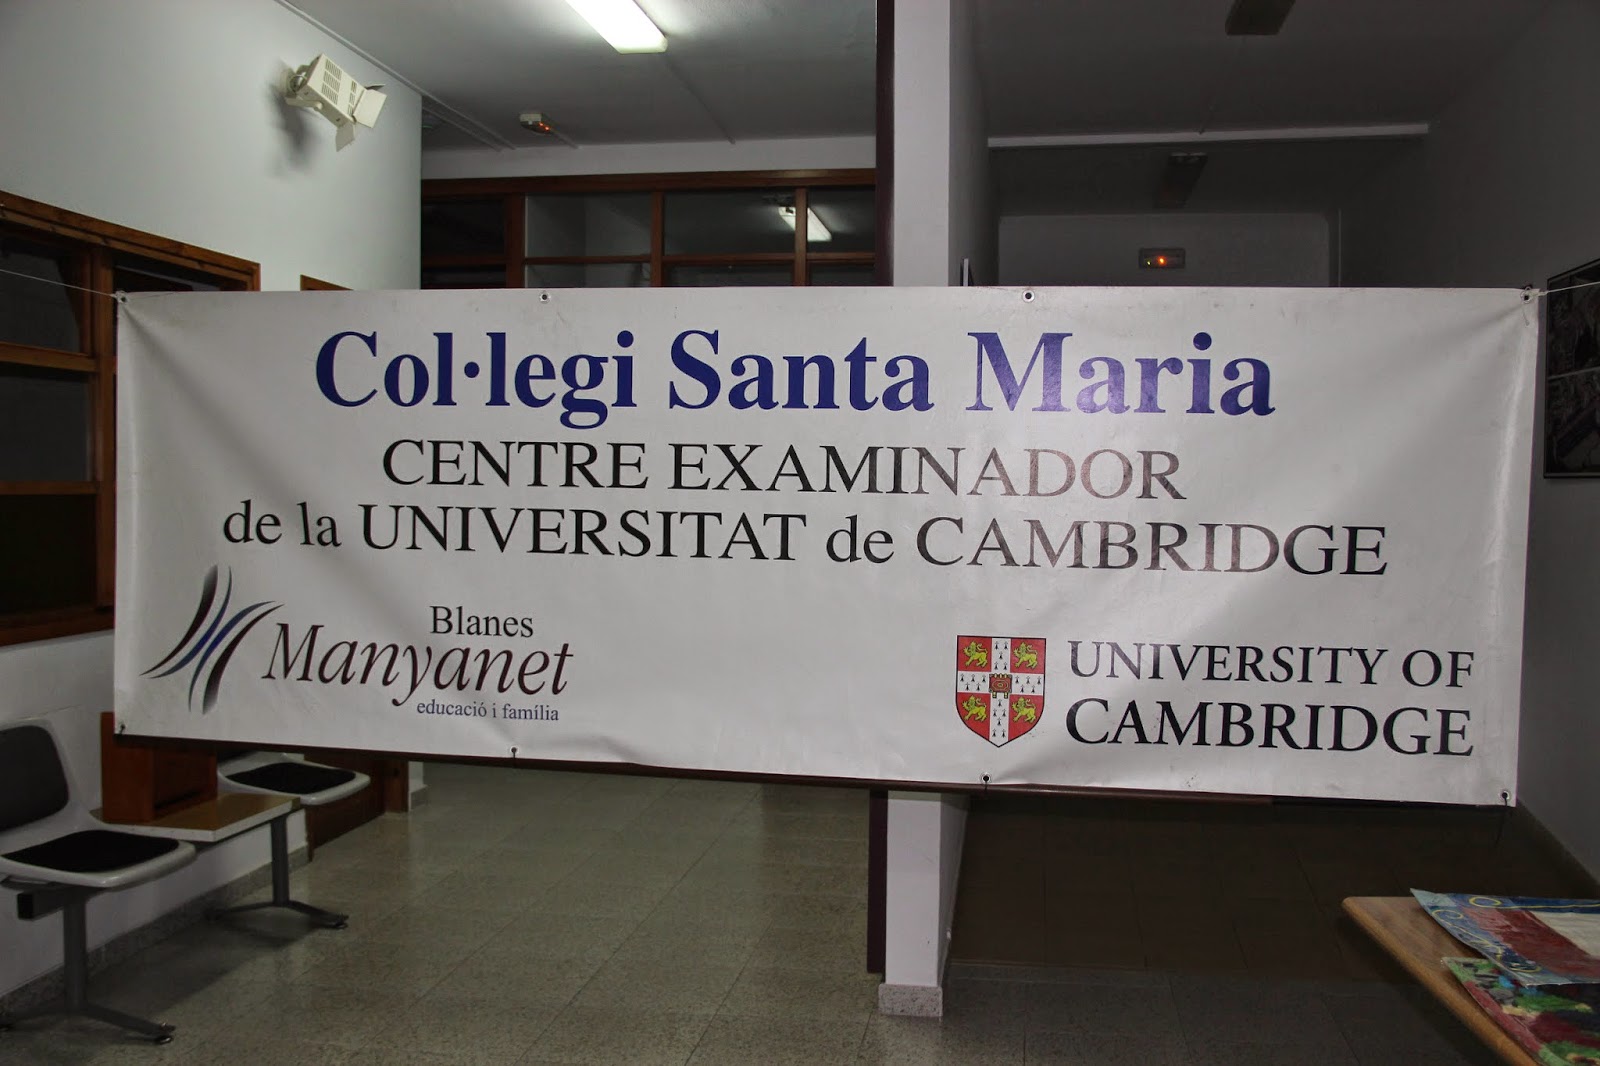 Col·legi Santa Maria
CENTRE EXAMINADOR
de la UNIVERSITAT de CAMBRIDGE
Blanes
Manyanet
educació i família
UNIVERSITY OF
CAMBRIDGE